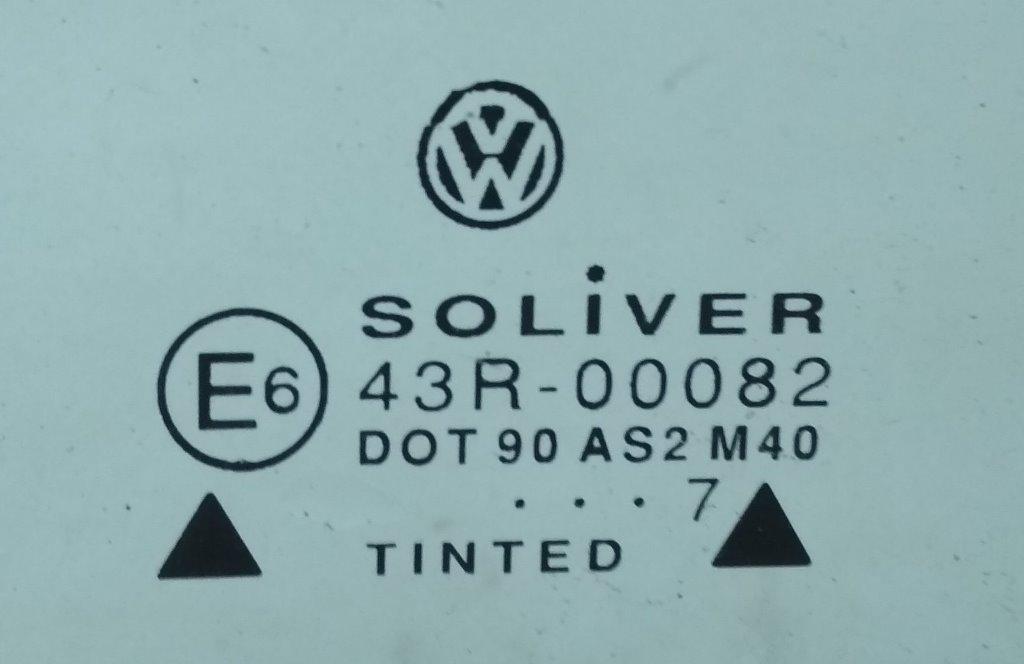 SOLiVER
E6
43R-00082
DOT 90 AS2 M40
. . . 7
TINTED